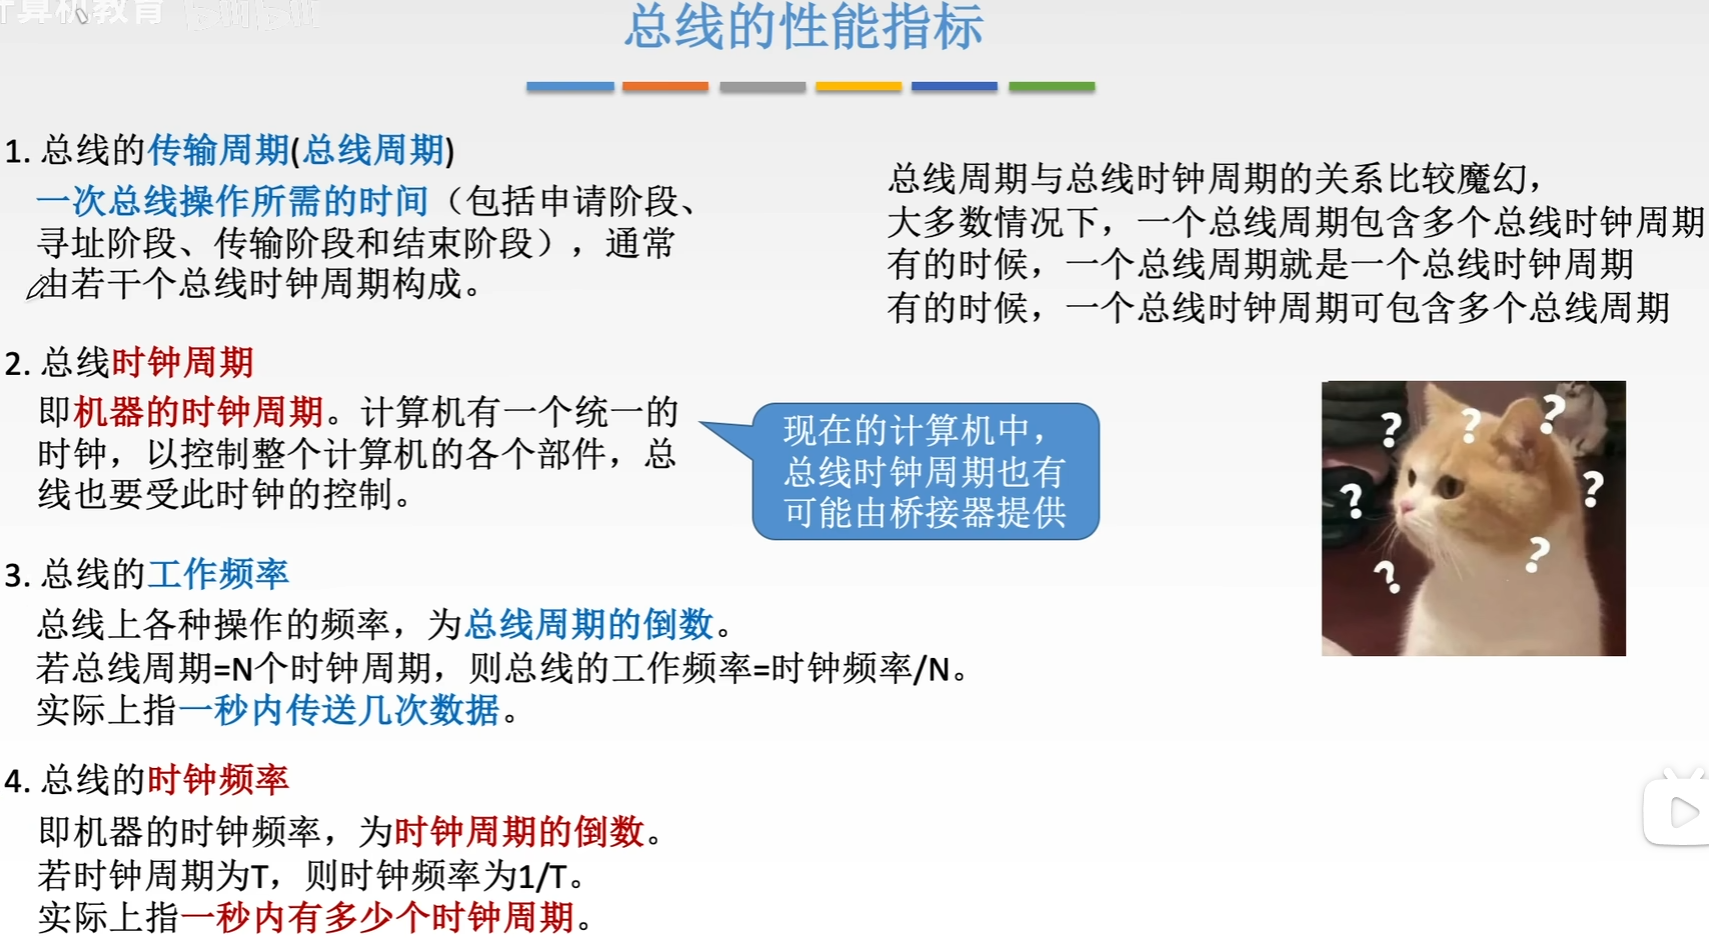 计算机教育
总线的性能指标
1. 总线的传输周期(总线周期)
一次总线操作所需的时间（包括申请阶段、
寻址阶段、传输阶段和结束阶段），通常
由若干个总线时钟周期构成。
总线周期与总线时钟周期的关系比较魔幻，
大多数情况下，一个总线周期包含多个总线时钟周期
有的时候，一个总线周期就是一个总线时钟周期
有的时候，一个总线时钟周期可包含多个总线周期
2. 总线时钟周期
即机器的时钟周期。计算机有一个统一的
时钟，以控制整个计算机的各个部件，总
线也要受此时钟的控制。
现在的计算机中，
总线时钟周期也有
可能由桥接器提供
? ? ?
? ?
? ?
3. 总线的工作频率
总线上各种操作的频率，为总线周期的倒数。
若总线周期=N个时钟周期，则总线的工作频率=时钟频率/N。
实际上指一秒内传送几次数据。
4. 总线的时钟频率
即机器的时钟频率，为时钟周期的倒数。
若时钟周期为T，则时钟频率为1/T。
实际上指一秒内有多少个时钟周期。